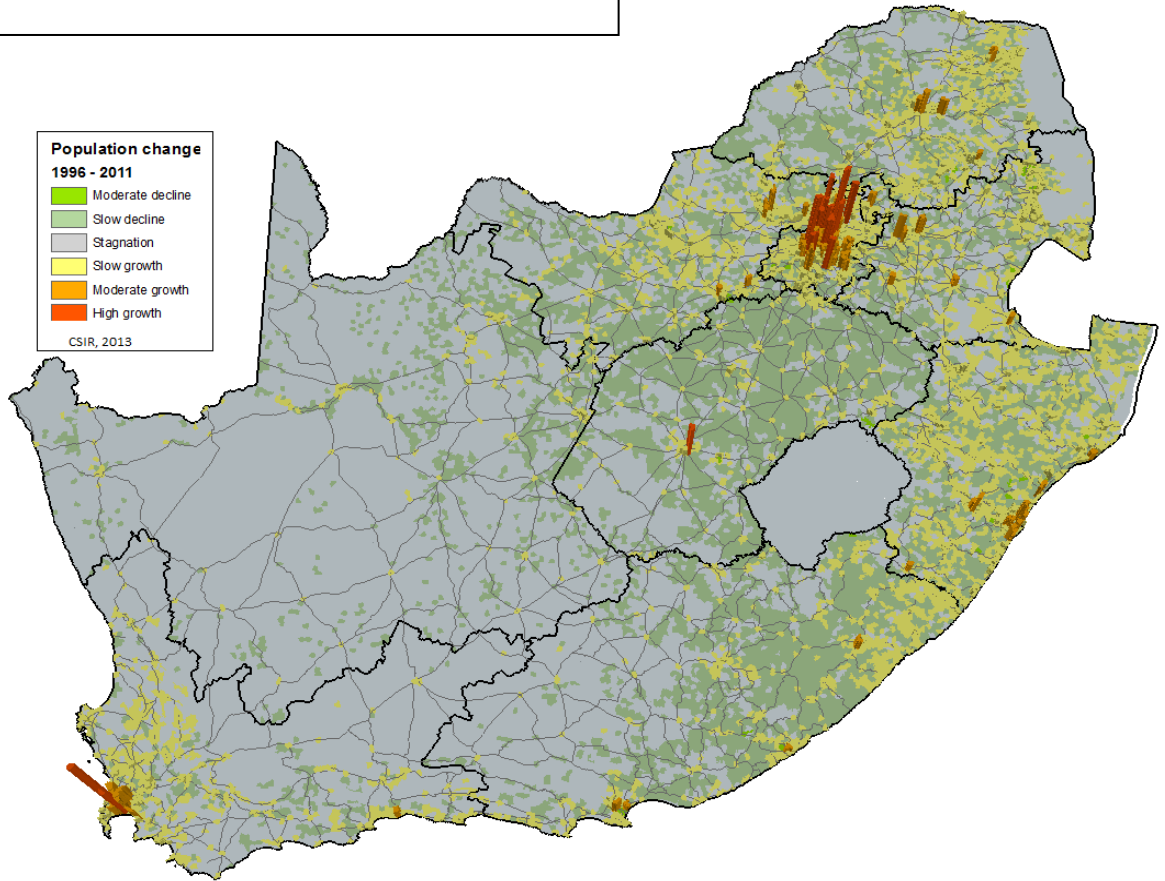 Population change
1996 - 2011
Moderate decline
Slow decline
Stagnation
Slow growth
Moderate growth
High growth
CSIR, 2013